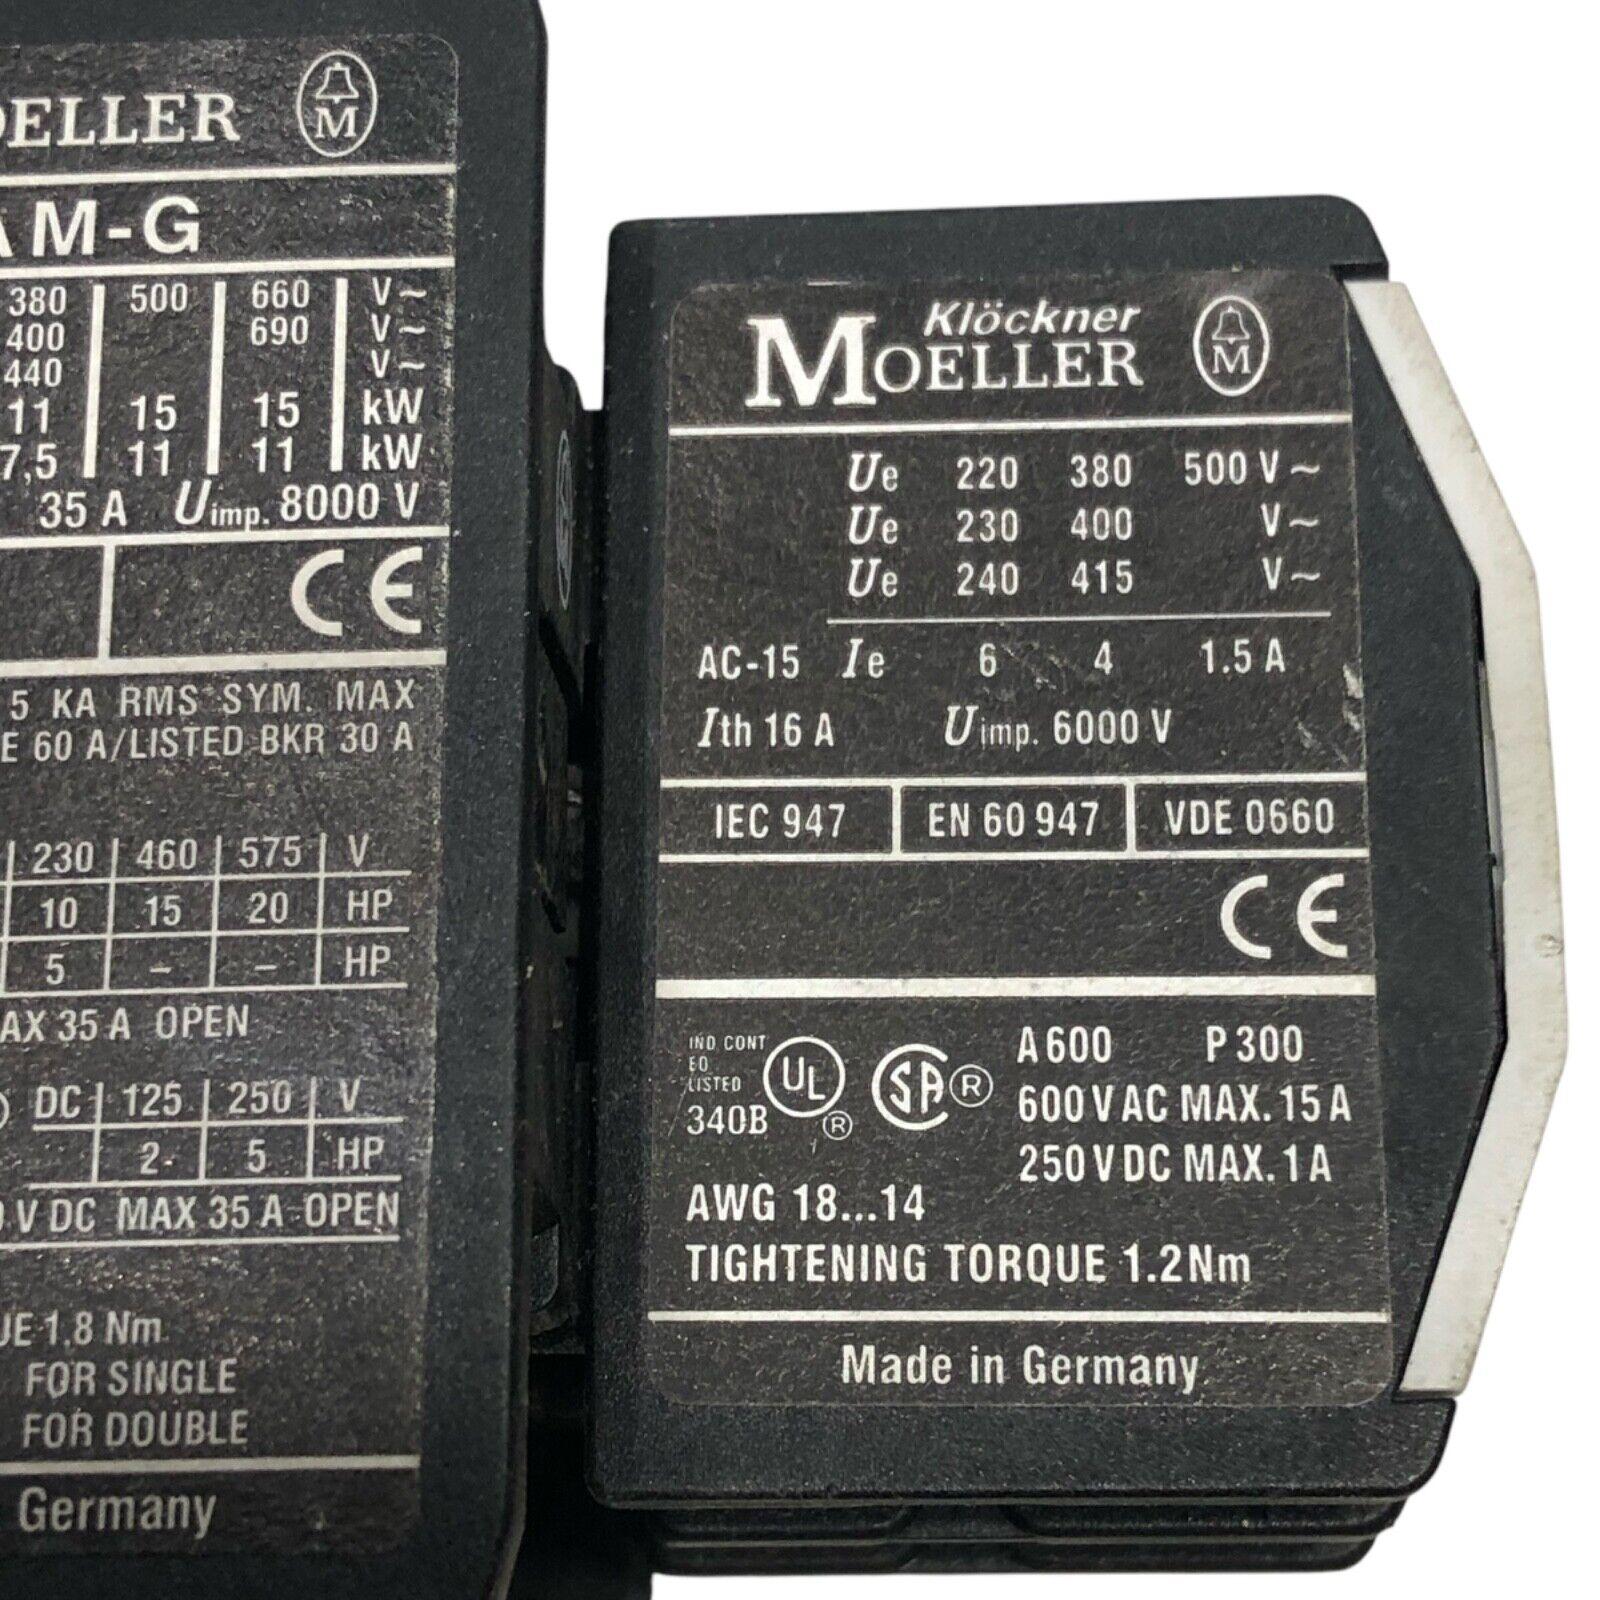 OELLER
M
AM-G
380 500 660 V~
400 690 V~
440 V~
11 15 15 kW
7,5 11 11 kW
35 A Uimp. 8000 V
CE
5 KA RMS SYM. MAX
E 60 A/LISTED BKR 30 A
230 460 575 V
10 15 20 HP
5 – – HP
AX 35 A OPEN
DC 125 250 V
2 5 HP
V DC MAX 35 A OPEN
UE 1,8 Nm
FOR SINGLE
FOR DOUBLE
Germany
Klöckner
MOELLER
M
Ue 220 380 500 V~
Ue 230 400 V~
Ue 240 415 V~
AC-15 Ie 6 4 1.5 A
Ith 16 A Uimp. 6000 V
IEC 947 EN 60 947 VDE 0660
CE
IND CONT
EQ
LISTED
340B
UL ®
SA ®
A 600 P 300
600 V AC MAX. 15 A
250 V DC MAX. 1 A
AWG 18...14
TIGHTENING TORQUE 1.2Nm
Made in Germany